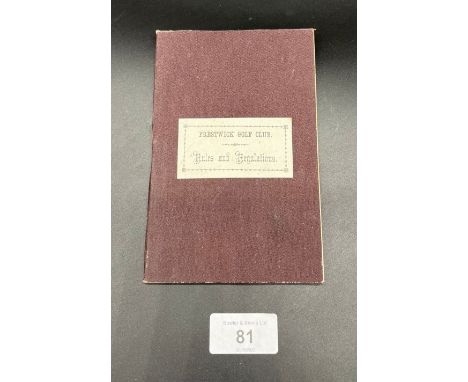 PRESTWICK GOLF CLUB.
Rules and Regulations.
81